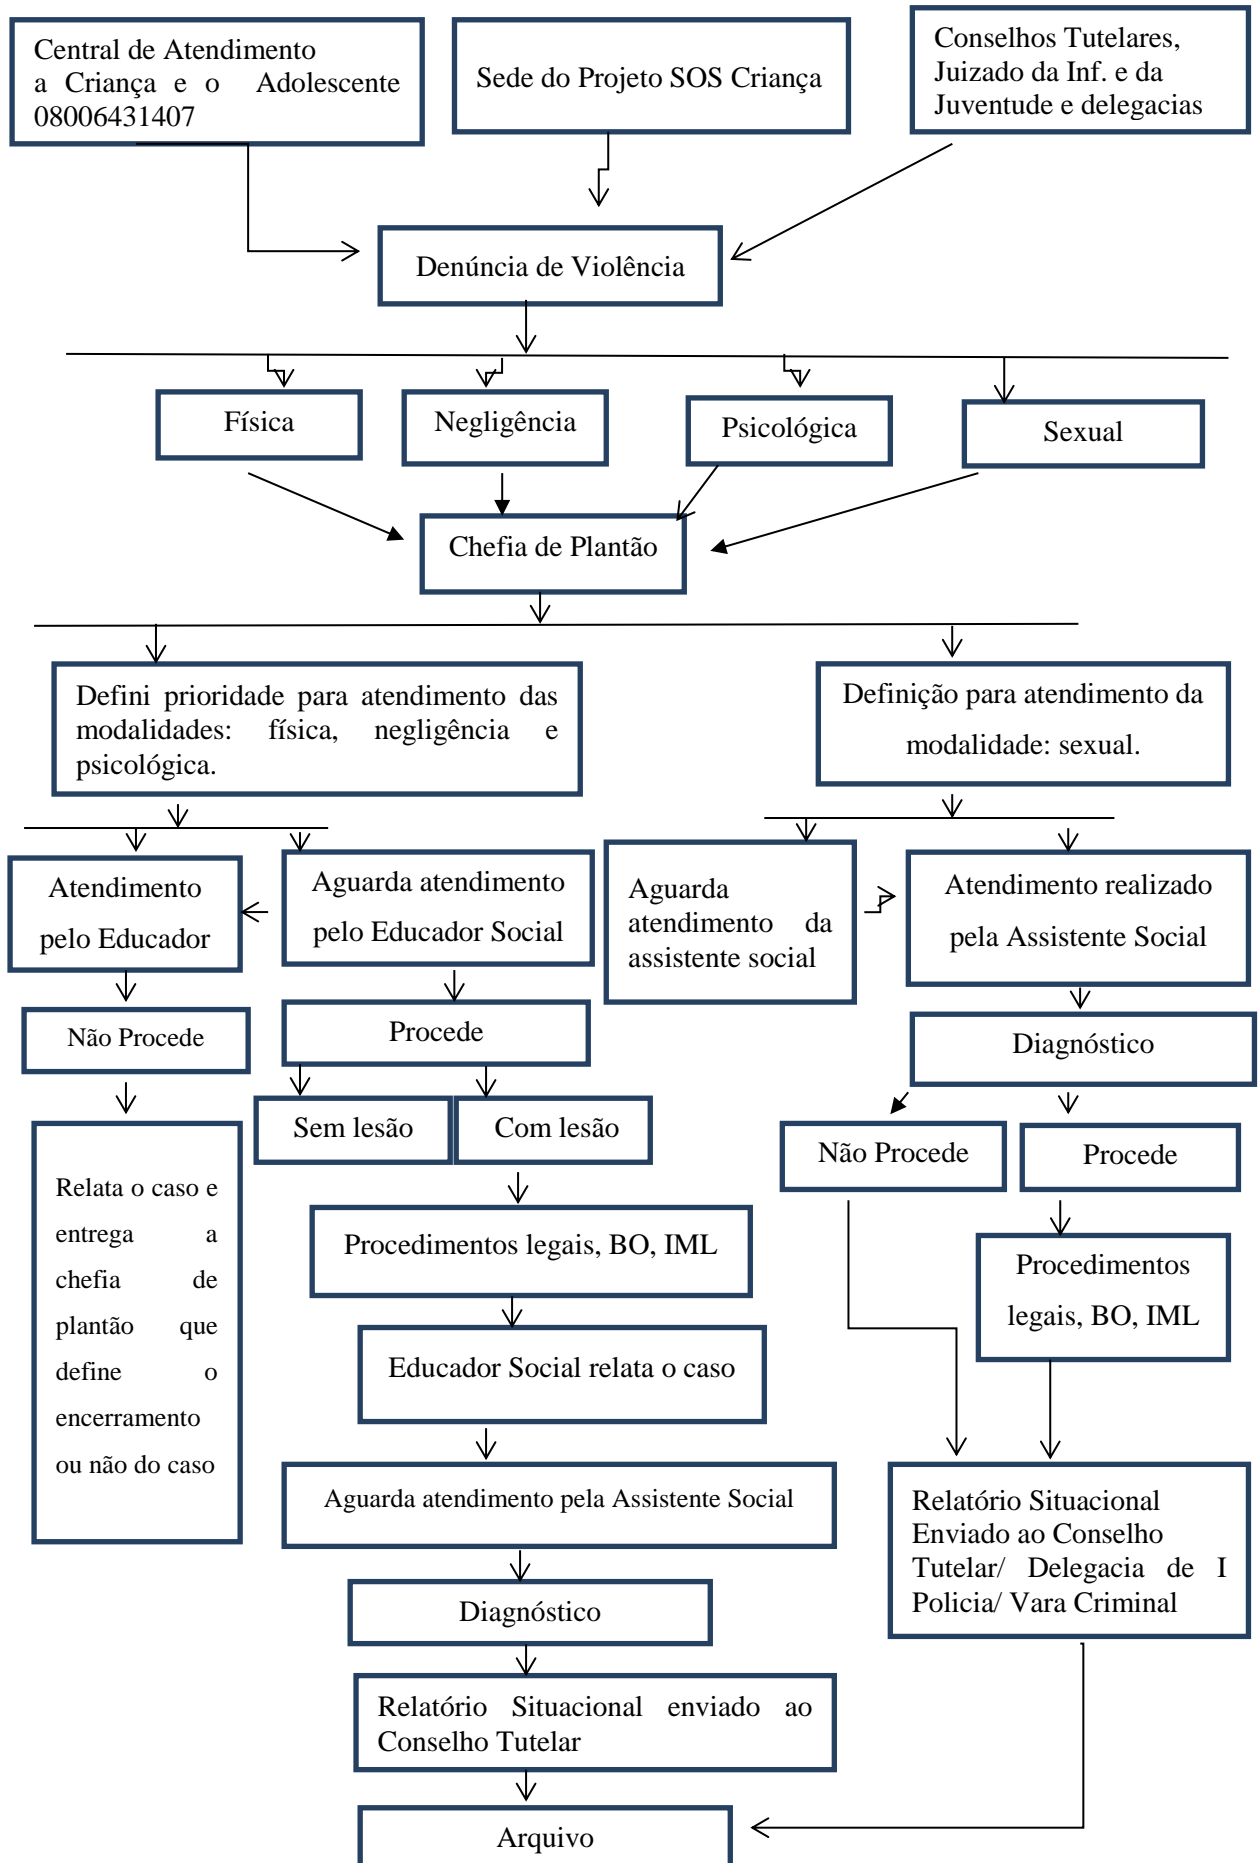 Central de Atendimento
a Criança e o Adolescente
08006431407
Sede do Projeto SOS Criança
Conselhos Tutelares,
Juizado da Inf. e da
Juventude e delegacias
Denúncia de Violência
Física
Negligência
Psicológica
Sexual
Chefia de Plantão
Defini prioridade para atendimento das
modalidades: física, negligência e
psicológica.
Definição para atendimento da
modalidade: sexual.
Atendimento
pelo Educador
Aguarda atendimento
pelo Educador Social
Aguarda
atendimento da
assistente social
Atendimento realizado
pela Assistente Social
Não Procede
Procede
Diagnóstico
Sem lesão
Com lesão
Não Procede
Procede
Relata o caso e
entrega a
chefia de
plantão que
define o
encerramento
ou não do caso
Procedimentos legais, BO, IML
Procedimentos
legais, BO, IML
Educador Social relata o caso
Aguarda atendimento pela Assistente Social
Relatório Situacional
Enviado ao Conselho
Tutelar/ Delegacia de I
Policia/ Vara Criminal
Diagnóstico
Relatório Situacional enviado ao
Conselho Tutelar
Arquivo